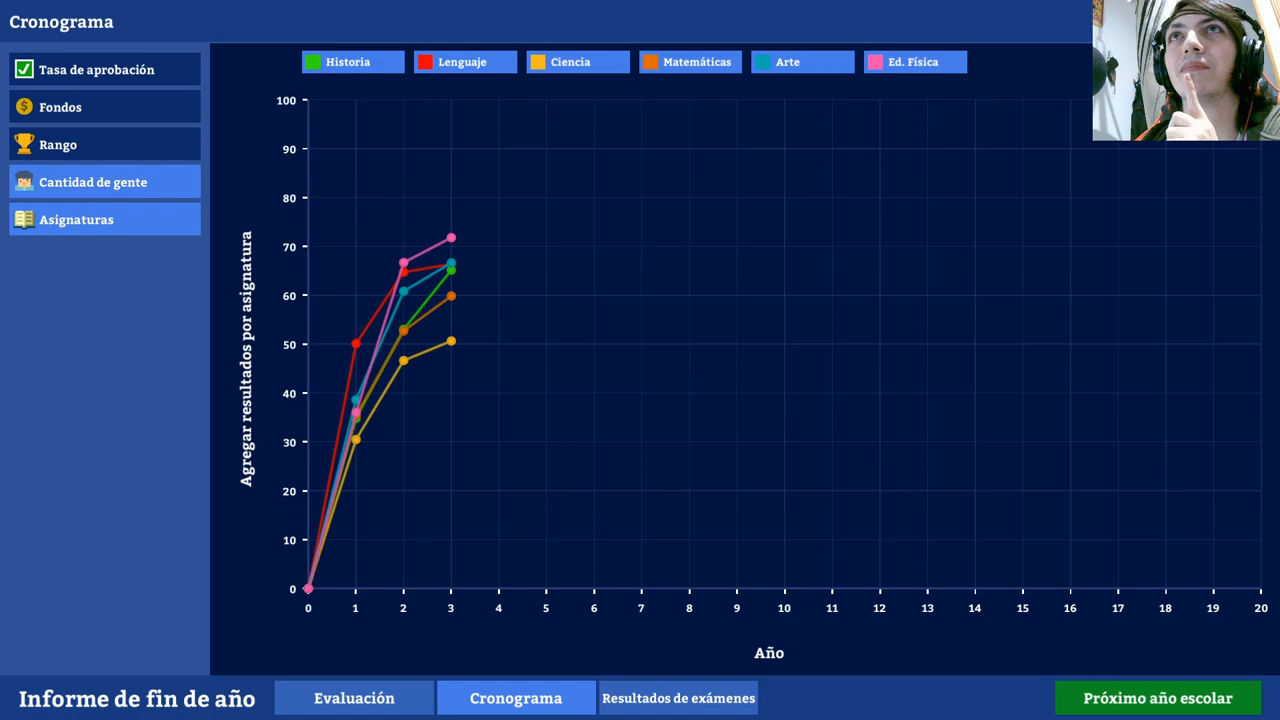 Cronograma
Tasa de aprobación
Fondos
Rango
Cantidad de gente
Asignaturas
Historia
Lenguaje
Ciencia
Matemáticas
Arte
Ed. Física
Agregar resultados por asignatura
100
90
80
70
60
50
40
30
20
10
0
0 1 2 3 4 5 6 7 8 9 10 11 12 13 14 15 16 17 18 19 20
Año
Informe de fin de año
Evaluación
Cronograma
Resultados de exámenes
Próximo año escolar